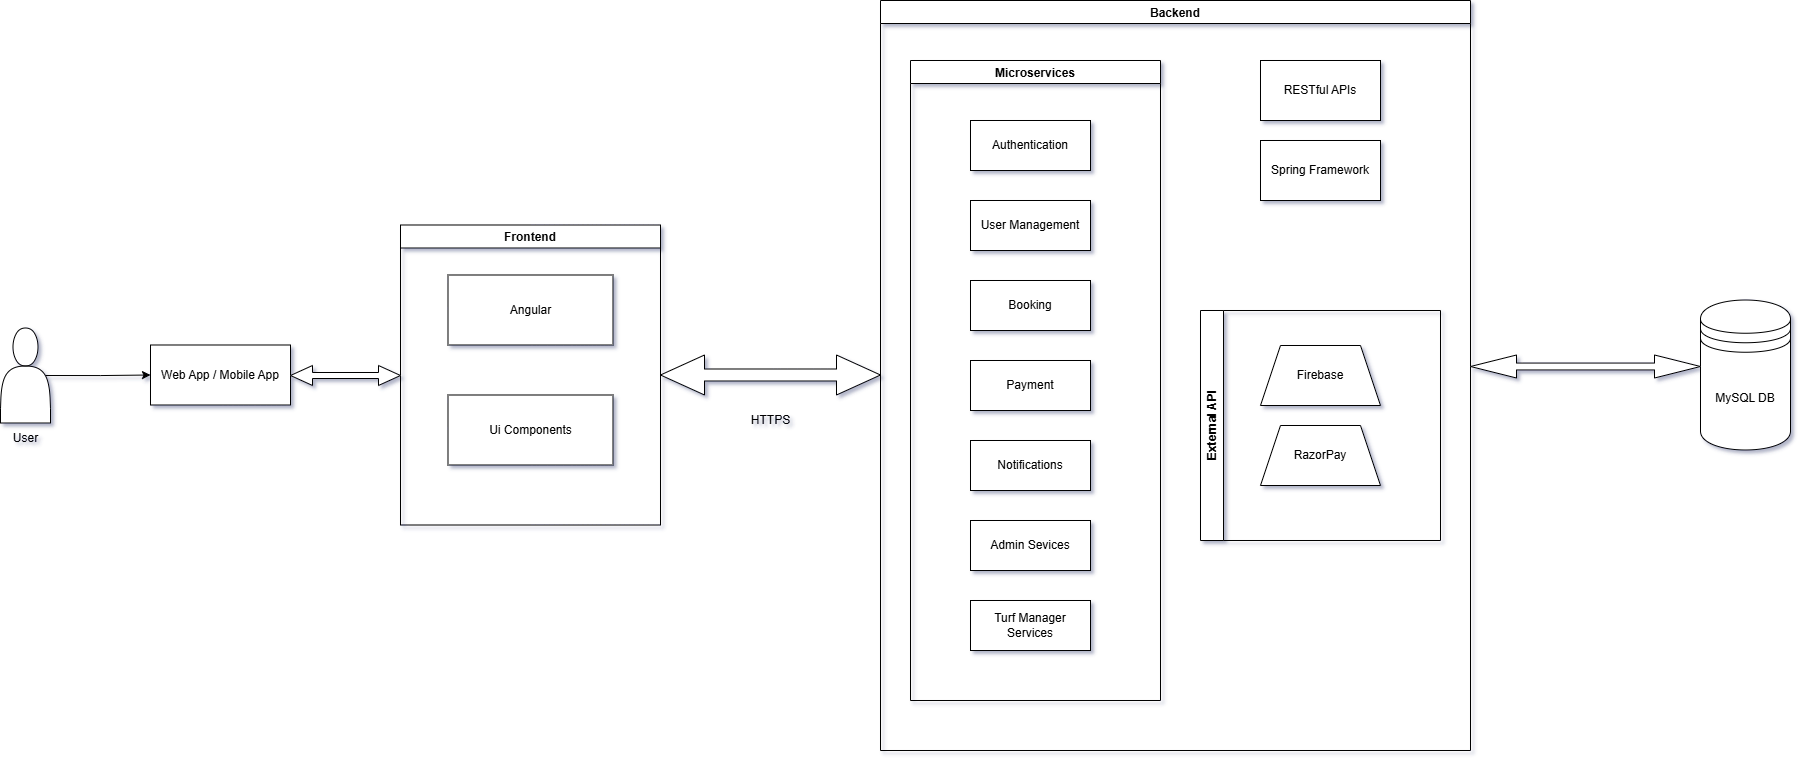 User
Web App / Mobile App
Frontend
Angular
Ui Components
HTTPS
Backend
Microservices
Authentication
User Management
Booking
Payment
Notifications
Admin Sevices
Turf Manager
Services
RESTful APIs
Spring Framework
External API
Firebase
RazorPay
MySQL DB